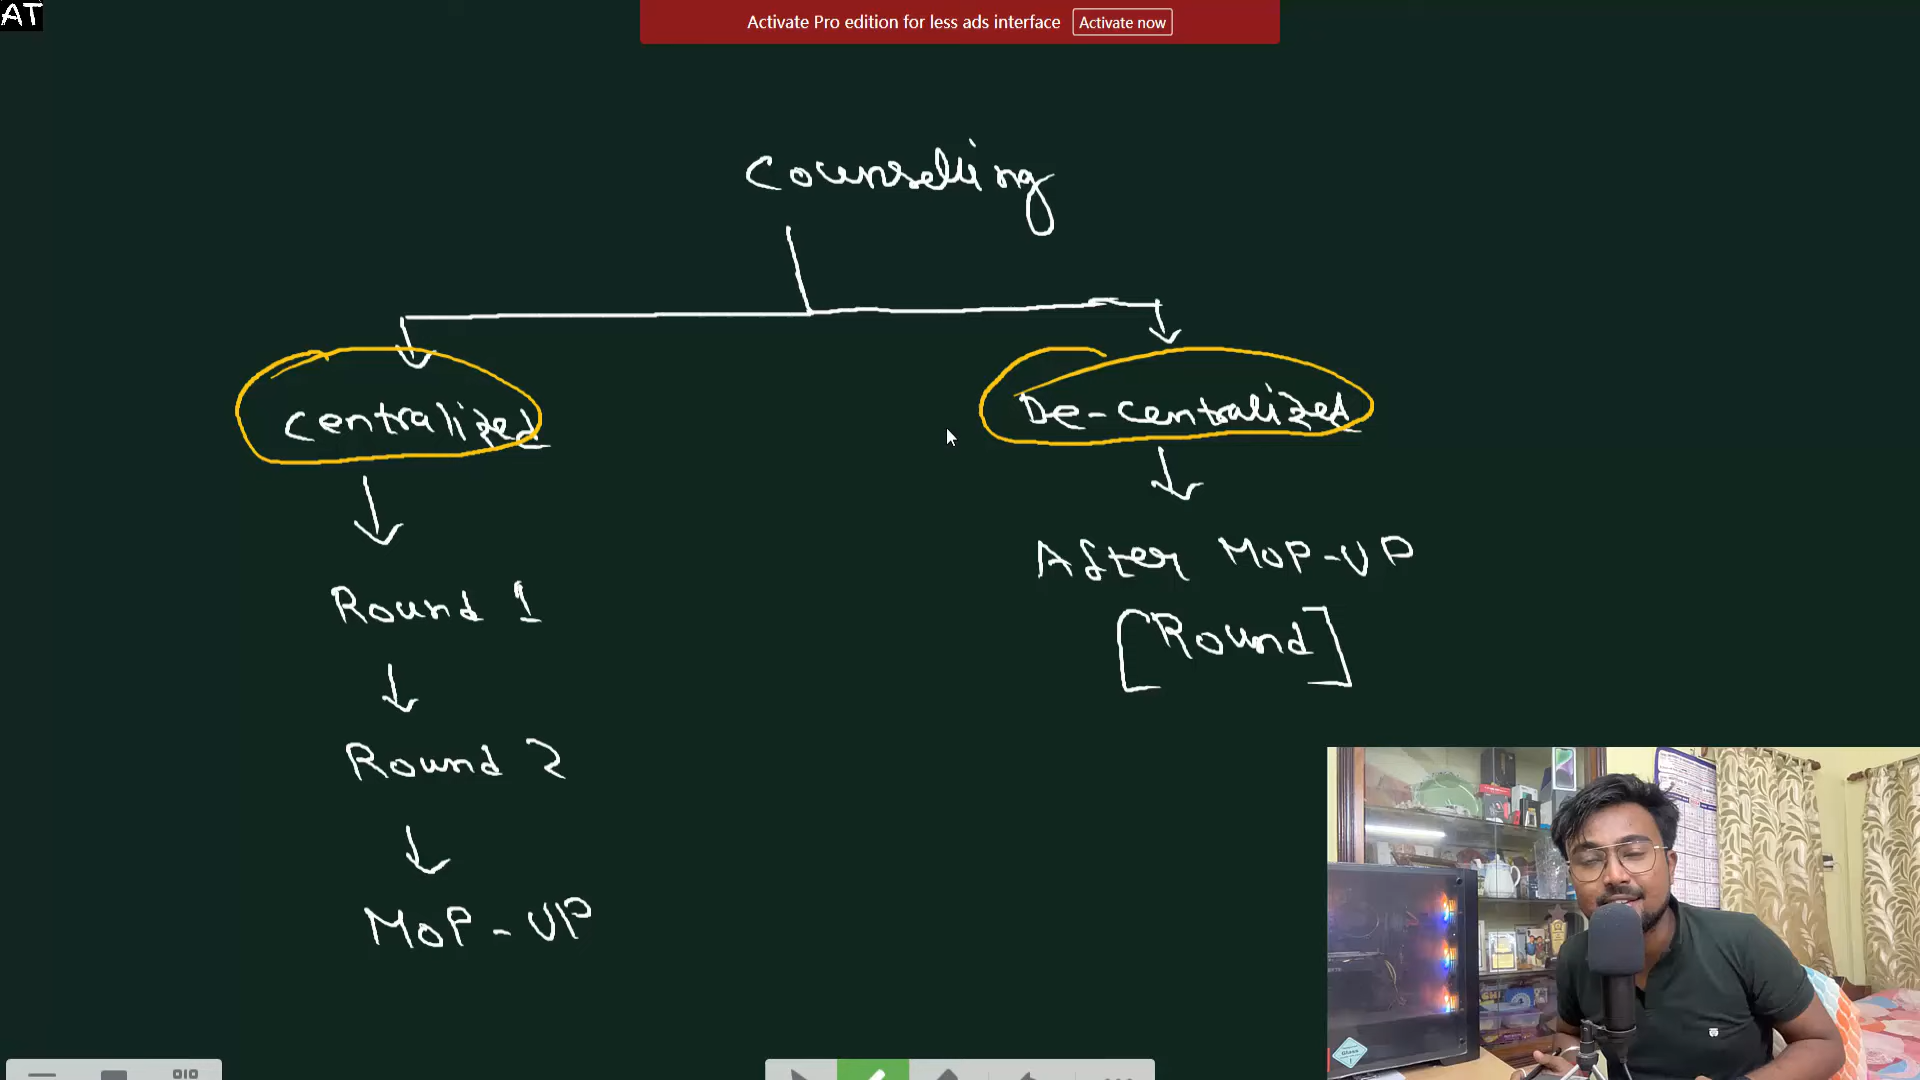 AT
Activate Pro edition for less ads interface Activate now
Counselling
Centralized
De-centralized
Round 1
Round 2
MOP-UP
After MOP-UP
[Round]